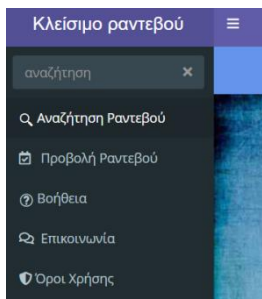 Κλείσιμο ραντεβού
αναζήτηση
Αναζήτηση Ραντεβού
Προβολή Ραντεβού
Βοήθεια
Επικοινωνία
Όροι Χρήσης